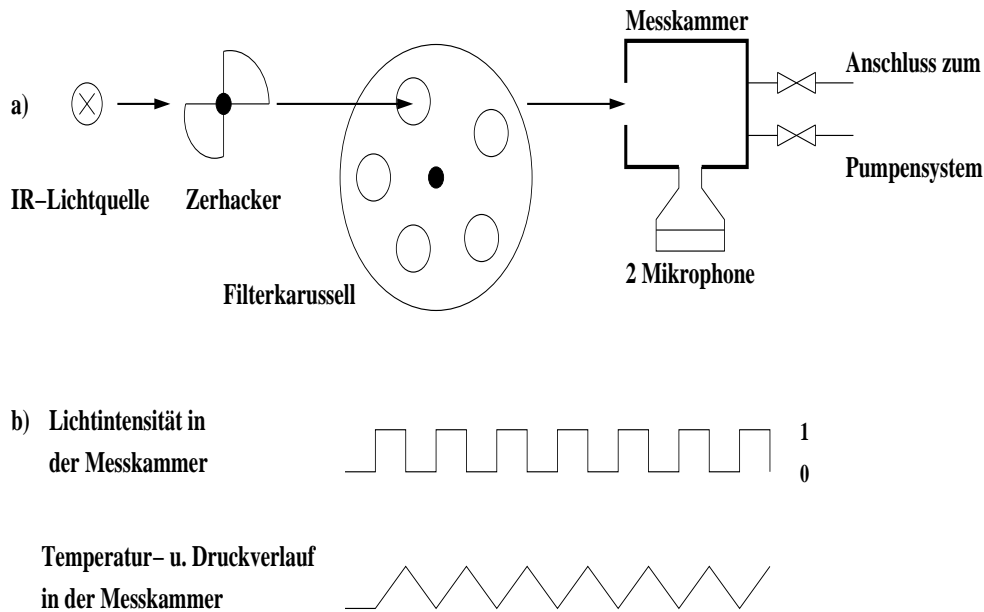 Messkammer
Anschluss zum
a)
IR–Lichtquelle
Zerhacker
Pumpensystem
Filterkarussell
2 Mikrophone
b) Lichtintensität in
der Messkammer
1
0
Temperatur– u. Druckverlauf
in der Messkammer